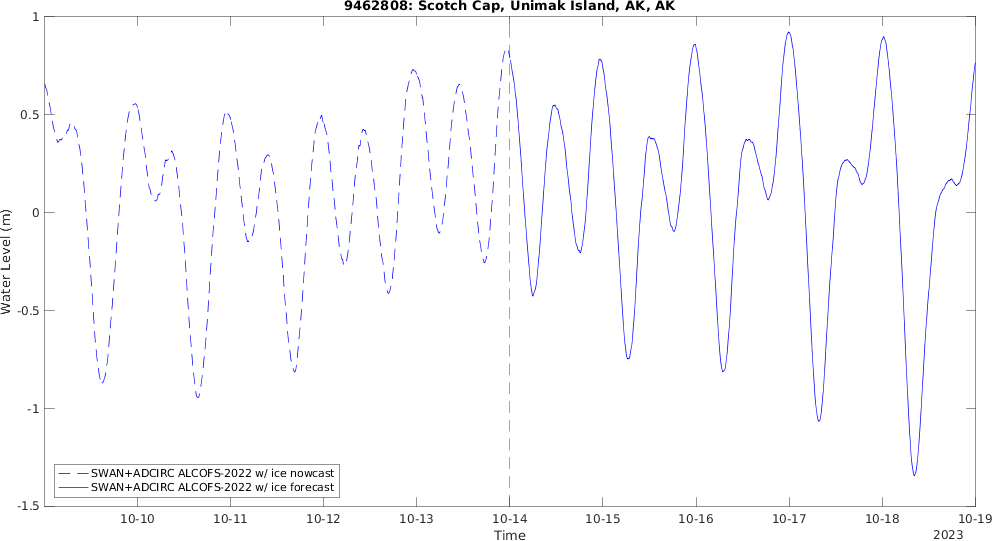 9462808: Scotch Cap, Unimak Island, AK, AK
1
0.5
0
-0.5
-1
-1.5
Water Level (m)
SWAN+ADCIRC ALCOFS-2022 w/ ice nowcast
SWAN+ADCIRC ALCOFS-2022 w/ ice forecast
10-10 10-11 10-12 10-13 10-14 10-15 10-16 10-17 10-18 10-19
Time
2023